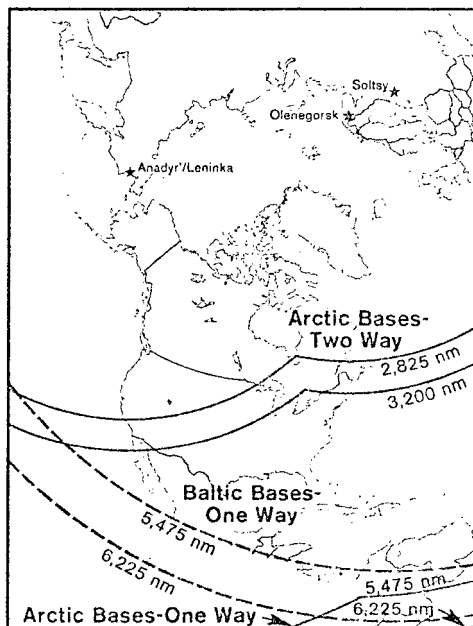 Soltsy
Olenegorsk
Anadyr'/Leninka
Arctic Bases-
Two Way
2,825 nm
3,200 nm
Baltic Bases-
One Way
5,475 nm
6,225 nm
5,475 nm
6,225 nm
Arctic Bases-One Way